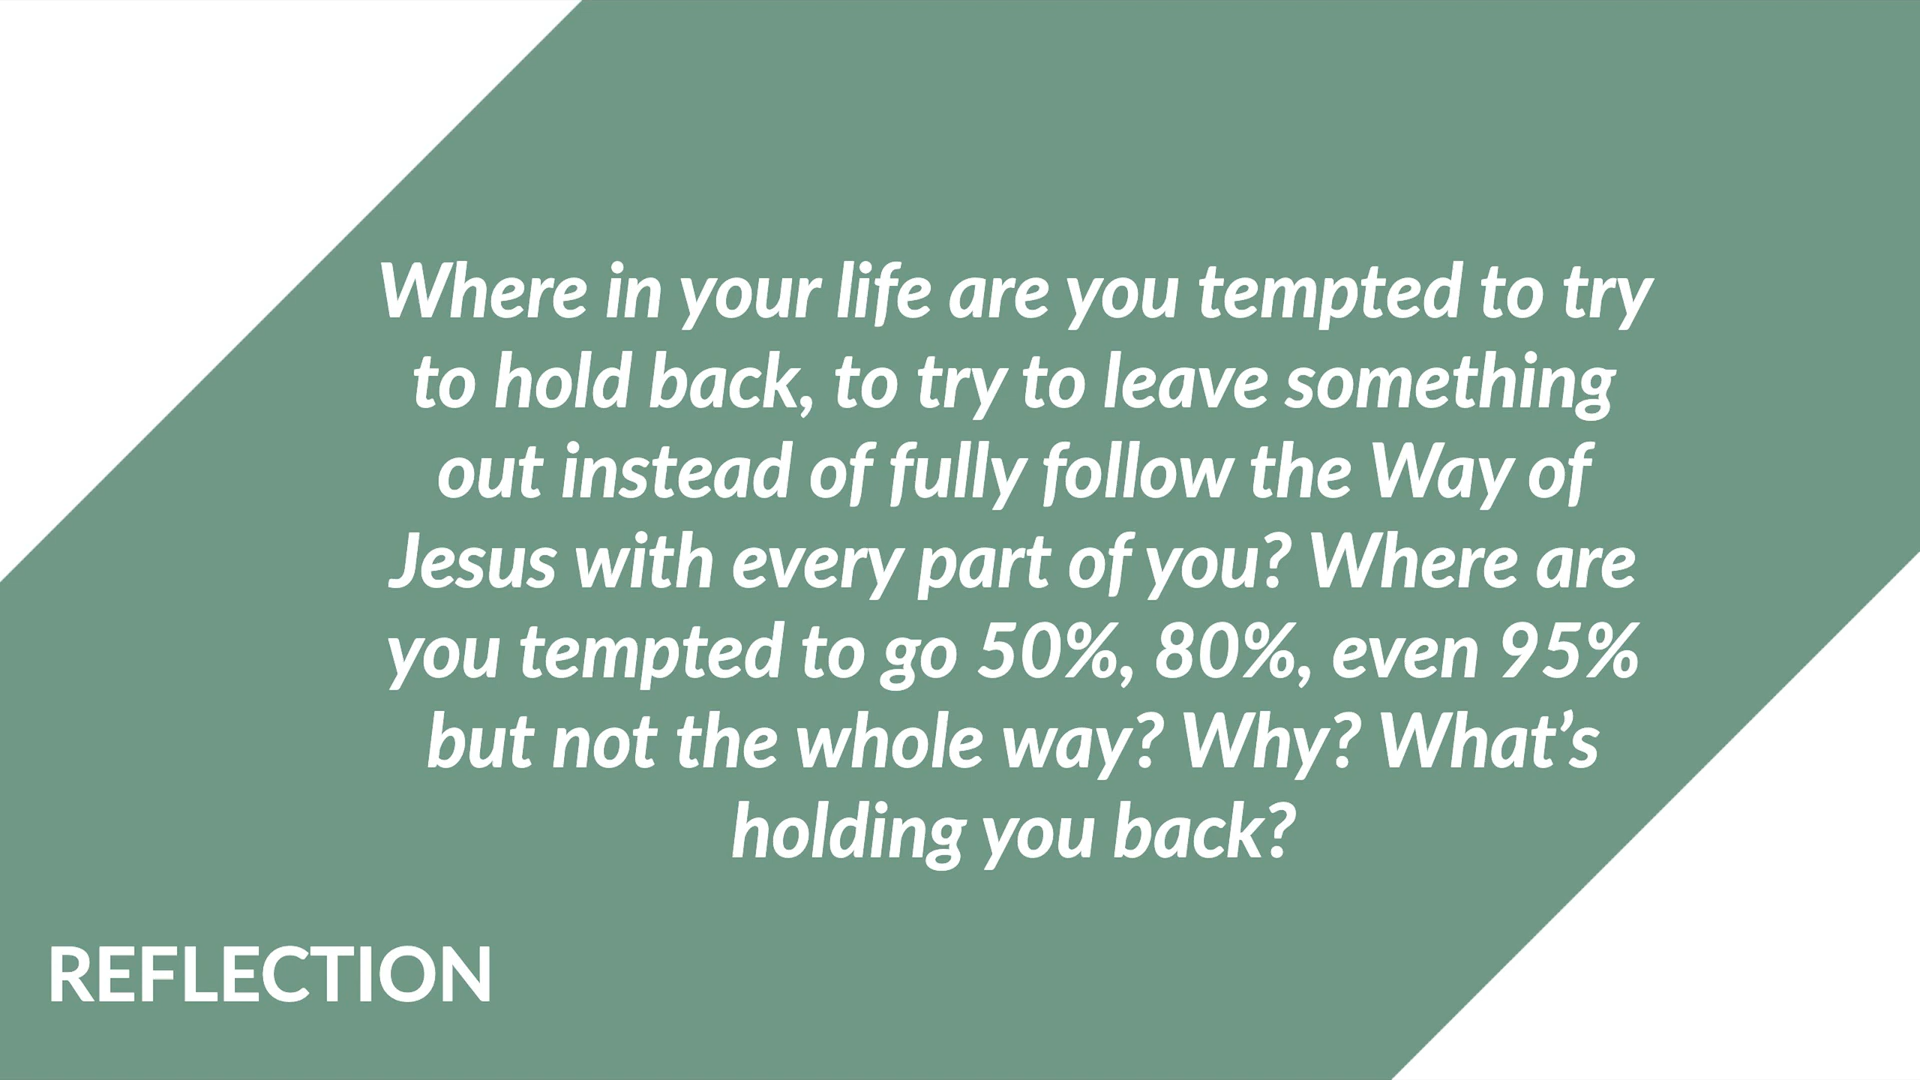 Where in your life are you tempted to try
to hold back, to try to leave something
out instead of fully follow the Way of
Jesus with every part of you? Where are
you tempted to go 50%, 80%, even 95%
but not the whole way? Why? What’s
holding you back?
REFLECTION